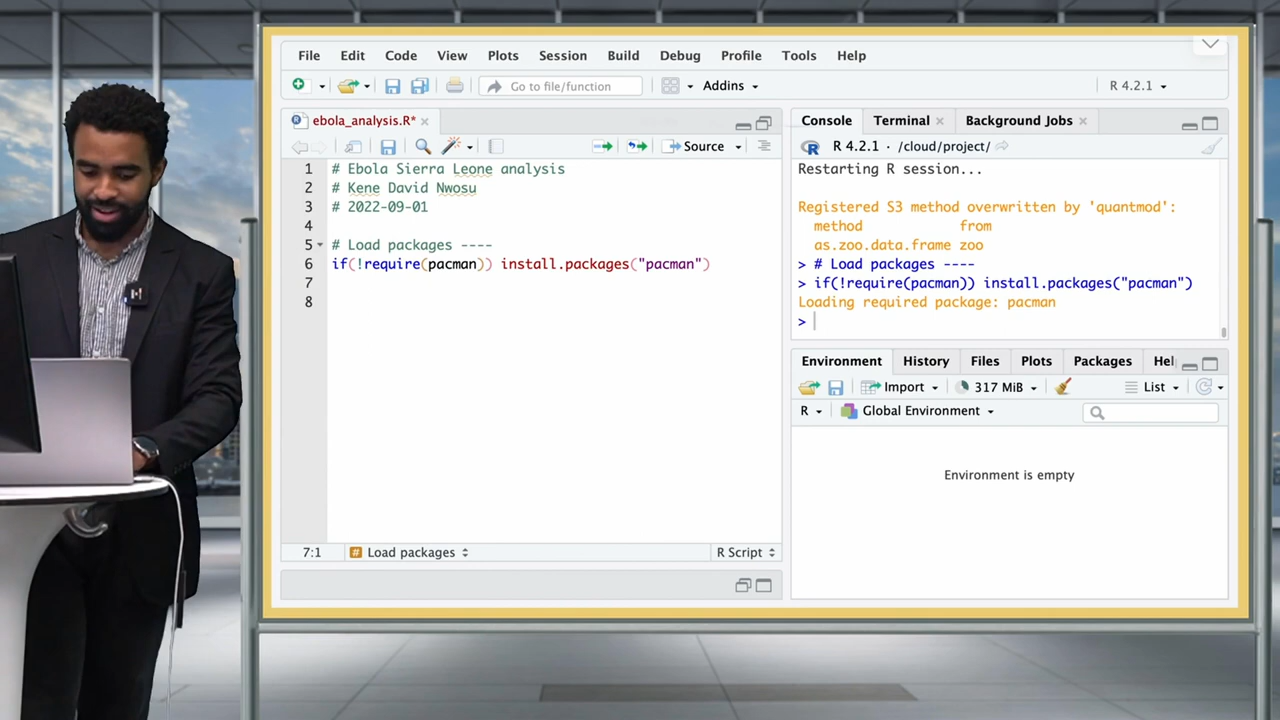 File Edit Code View Plots Session Build Debug Profile Tools Help
Go to file/function Addins R 4.2.1
ebola_analysis.R*
Source
1 # Ebola Sierra Leone analysis
2 # Kene David Nwosu
3 # 2022-09-01
4
5 # Load packages ----
6 if(!require(pacman)) install.packages("pacman")
7
8
7:1 # Load packages R Script
Console Terminal Background Jobs
R 4.2.1 · /cloud/project/
Restarting R session...
Registered S3 method overwritten by 'quantmod':
method from
as.zoo.data.frame zoo
> # Load packages ----
> if(!require(pacman)) install.packages("pacman")
Loading required package: pacman
>
Environment History Files Plots Packages Hel
Import 317 MiB List
R Global Environment
Environment is empty